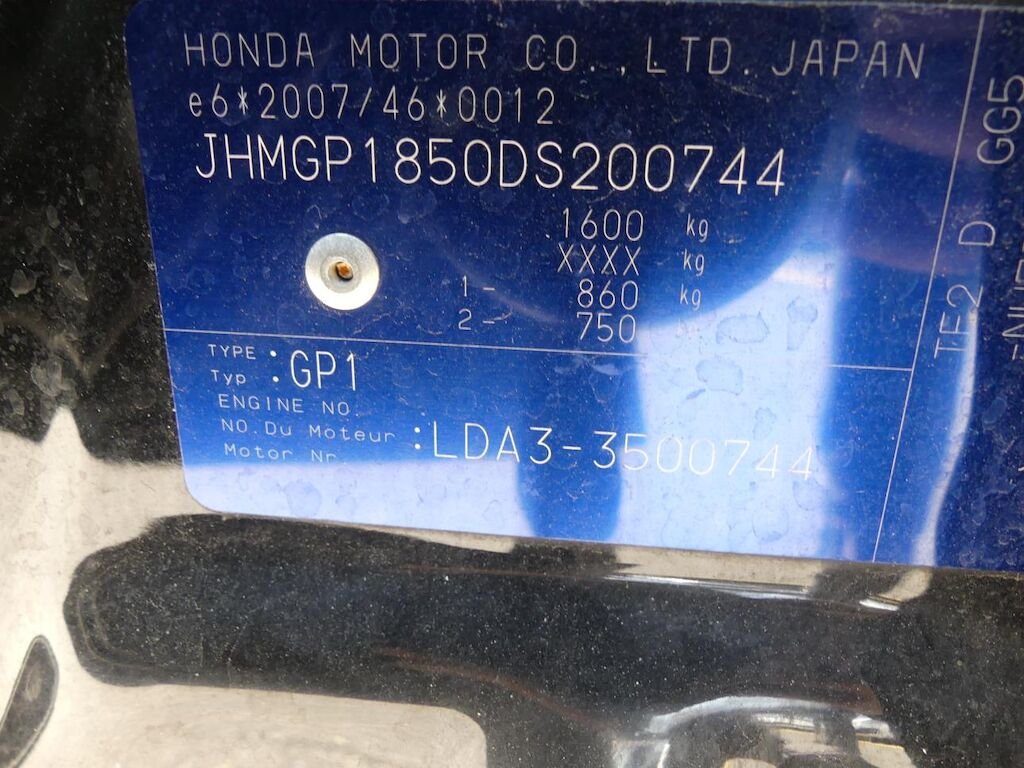 HONDA MOTOR CO.,LTD.JAPAN
e6*2007/46*0012
JHMGP1850DS200744
1600 kg
XXXX kg
1- 860 kg
2- 750
TYPE
Typ :GP1
ENGINE NO.
NO.Du Moteur :LDA3-3500744
Motor Nr.
GG5
D
TF2